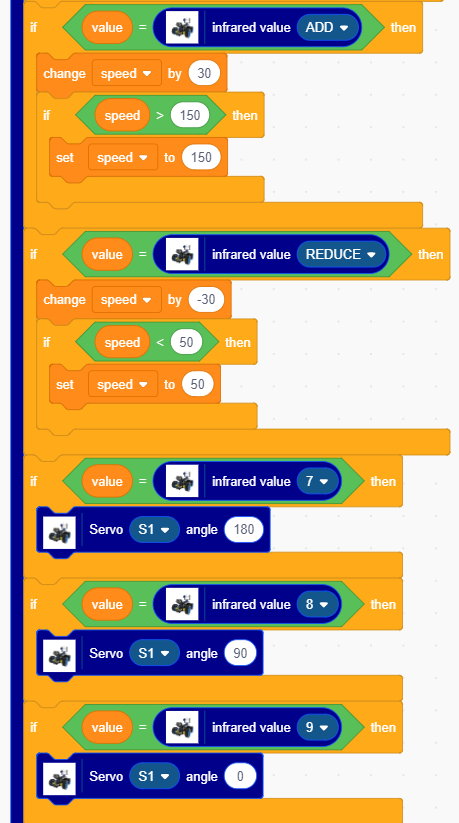 if value = infrared value ADD then
change speed by 30
if speed > 150 then
set speed to 150
if value = infrared value REDUCE then
change speed by -30
if speed < 50 then
set speed to 50
if value = infrared value 7 then
Servo S1 angle 180
if value = infrared value 8 then
Servo S1 angle 90
if value = infrared value 9 then
Servo S1 angle 0